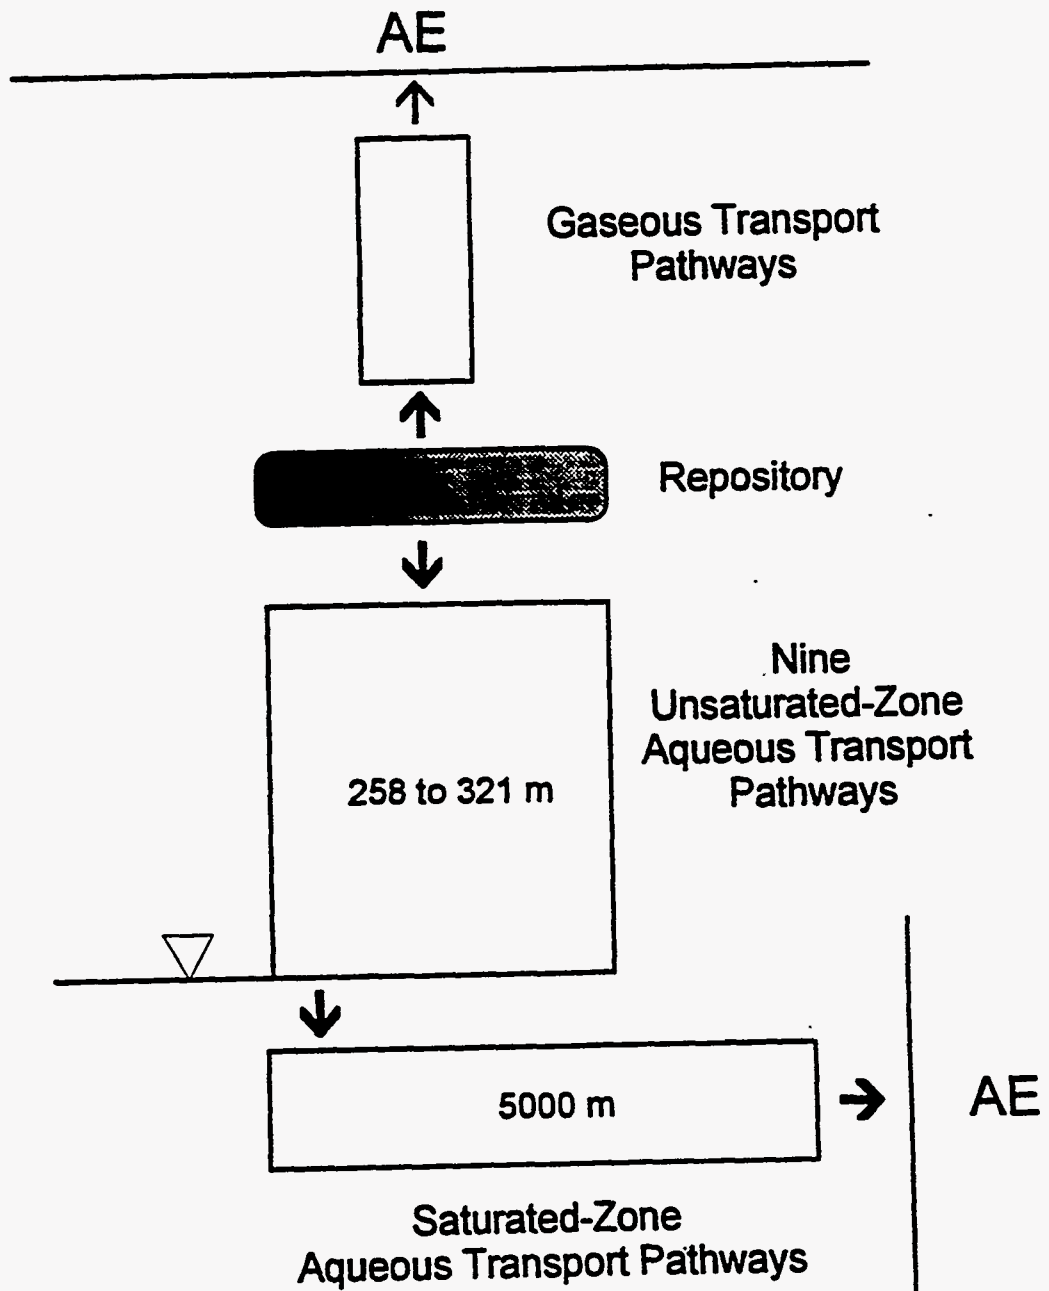 AE
Gaseous Transport
Pathways
Repository
Nine
Unsaturated-Zone
Aqueous Transport
Pathways
258 to 321 m
5000 m
AE
Saturated-Zone
Aqueous Transport Pathways